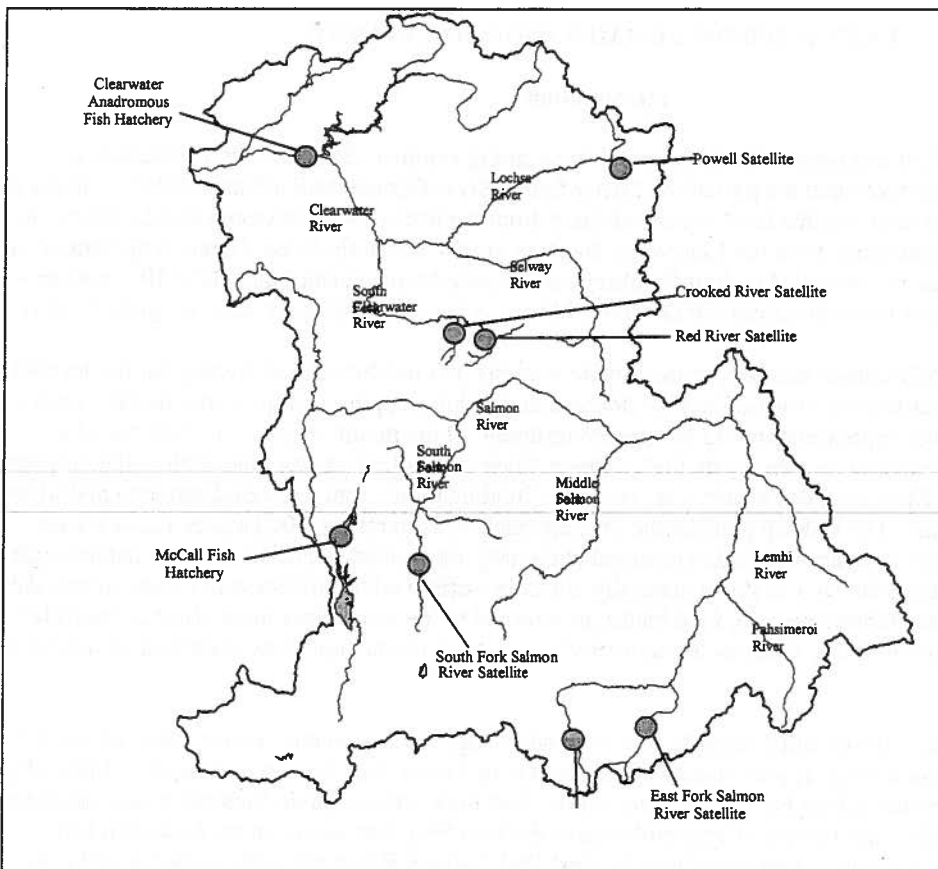 Clearwater
Anadromous
Fish Hatchery
Powell Satellite
Lochsa
River
Clearwater
River
Selway
River
South
Fork
Clearwater
River
Crooked River Satellite
Red River Satellite
Salmon
River
South
Fork
Salmon
River
Middle
Fork
Salmon
River
McCall Fish
Hatchery
Lemhi
River
Pahsimeroi
River
South Fork Salmon
River Satellite
East Fork Salmon
River Satellite